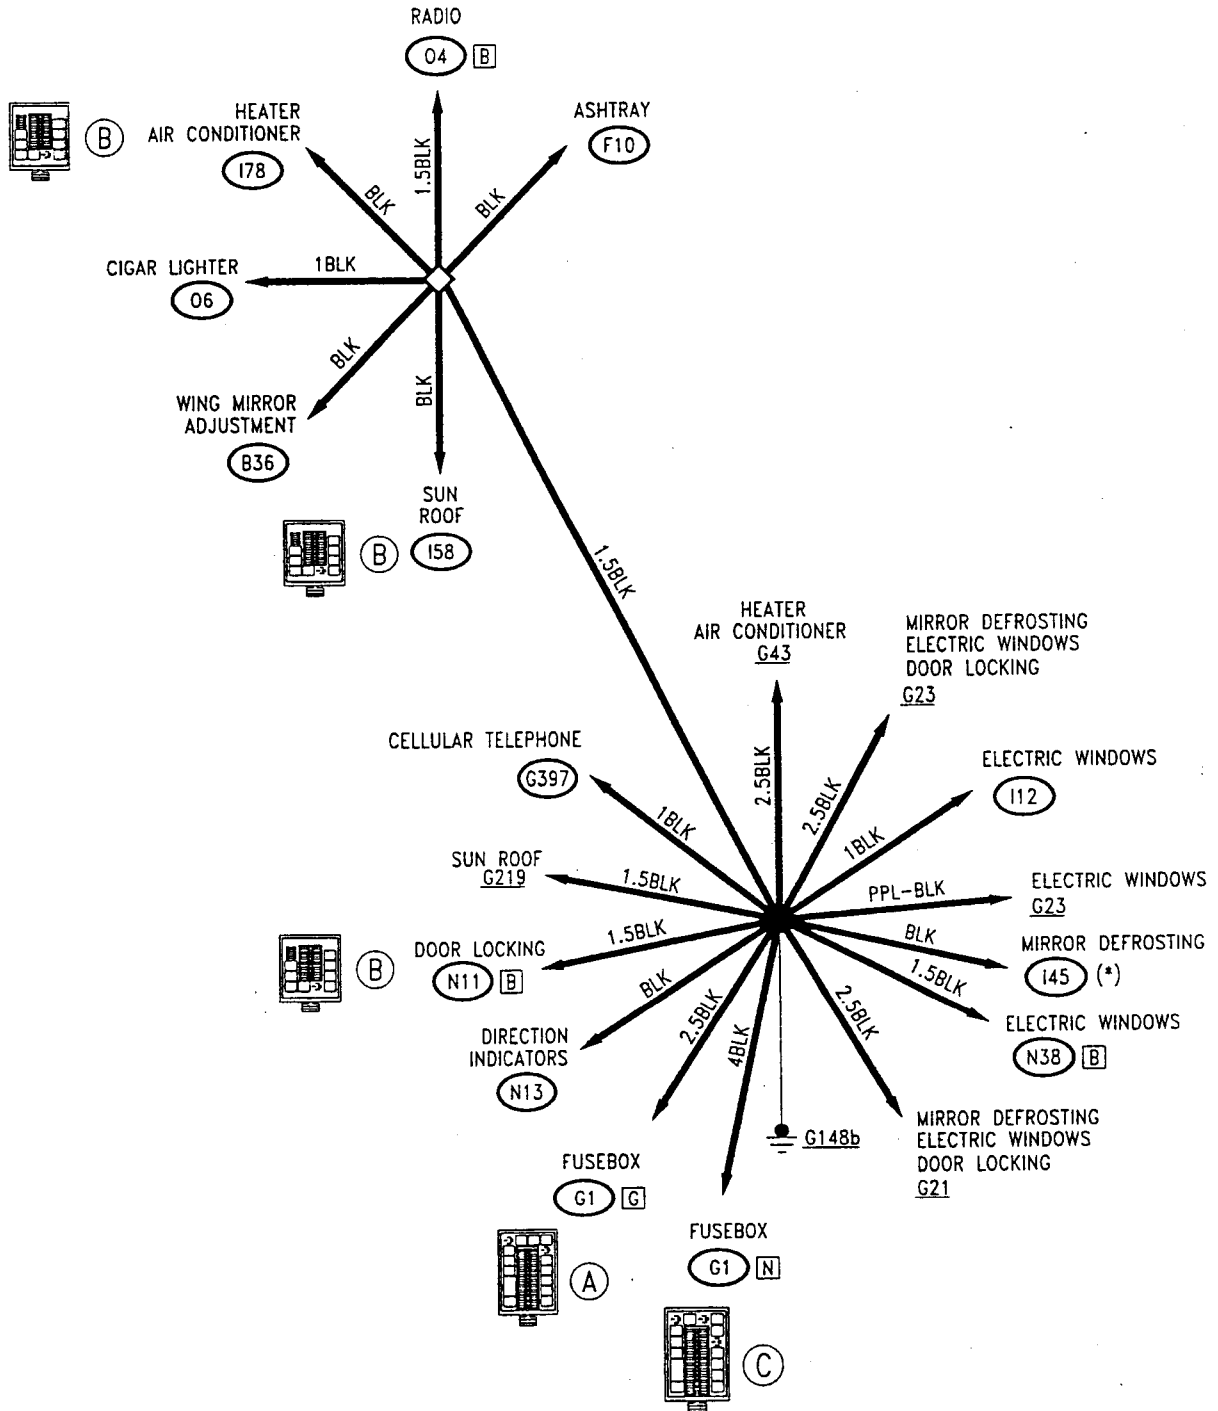 RADIO
O4 B
B
HEATER
AIR CONDITIONER
I78
ASHTRAY
F10
1.5BLK
BLK
BLK
CIGAR LIGHTER
O6
1BLK
BLK
BLK
WING MIRROR
ADJUSTMENT
B36
SUN
ROOF
B I58
1.5BLK
HEATER
AIR CONDITIONER
G43
MIRROR DEFROSTING
ELECTRIC WINDOWS
DOOR LOCKING
G23
CELLULAR TELEPHONE
G397
2.5BLK
2.5BLK
ELECTRIC WINDOWS
I12
1BLK
1BLK
SUN ROOF
G219
1.5BLK
PPL-BLK
ELECTRIC WINDOWS
G23
DOOR LOCKING
B N11 B
1.5BLK
BLK
MIRROR DEFROSTING
I45 (*)
1.5BLK
BLK
2.5BLK
4BLK
2.5BLK
ELECTRIC WINDOWS
N38 B
DIRECTION
INDICATORS
N13
G148b
MIRROR DEFROSTING
ELECTRIC WINDOWS
DOOR LOCKING
G21
FUSEBOX
G1 G
A
FUSEBOX
G1 N
C